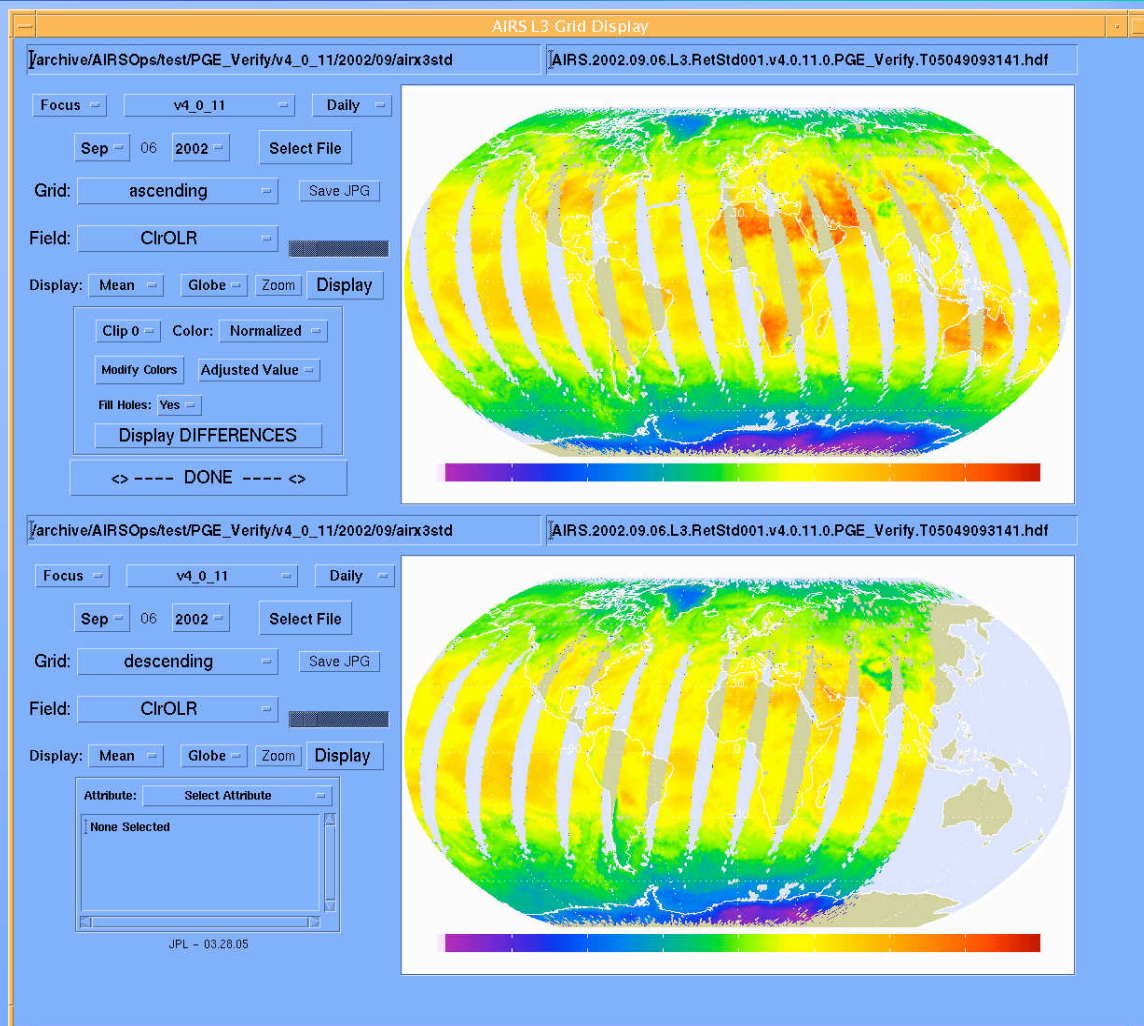 AIRS L3 Grid Display
/archive/AIRSOps/test/PGE_Verify/v4_0_11/2002/09/airx3std
AIRS.2002.09.06.L3.RetStd001.v4.0.11.0.PGE_Verify.T05049093141.hdf
Focus v4_0_11 Daily
Sep 06 2002 Select File
Grid: ascending Save JPG
Field: ClrOLR
Display: Mean Globe Zoom Display
Clip 0 Color: Normalized
Modify Colors Adjusted Value
Fill Holes: Yes
Display DIFFERENCES
<> ---- DONE ---- <>
/archive/AIRSOps/test/PGE_Verify/v4_0_11/2002/09/airx3std
AIRS.2002.09.06.L3.RetStd001.v4.0.11.0.PGE_Verify.T05049093141.hdf
Focus v4_0_11 Daily
Sep 06 2002 Select File
Grid: descending Save JPG
Field: ClrOLR
Display: Mean Globe Zoom Display
Attribute: Select Attribute
None Selected
JPL - 03.28.05